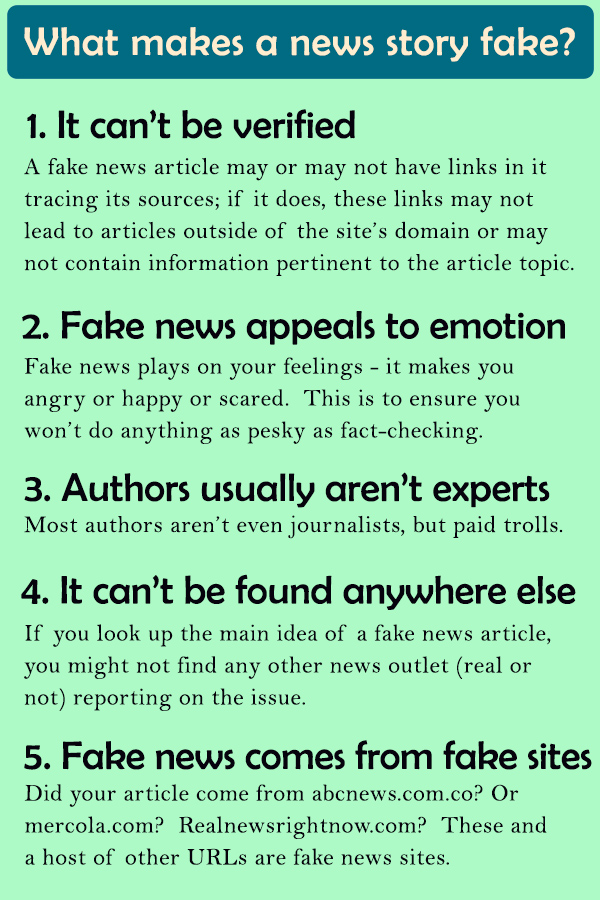 What makes a news story fake?
1. It can't be verified
A fake news article may or may not have links in it
tracing its sources; if it does, these links may not
lead to articles outside of the site's domain or may
not contain information pertinent to the article topic.
2. Fake news appeals to emotion
Fake news plays on your feelings - it makes you
angry or happy or scared. This is to ensure you
won't do anything as pesky as fact-checking.
3. Authors usually aren't experts
Most authors aren't even journalists, but paid trolls.
4. It can't be found anywhere else
If you look up the main idea of a fake news article,
you might not find any other news outlet (real or
not) reporting on the issue.
5. Fake news comes from fake sites
Did your article come from abcnews.com.co? Or
mercola.com? Realnewsrightnow.com? These and
a host of other URLs are fake news sites.